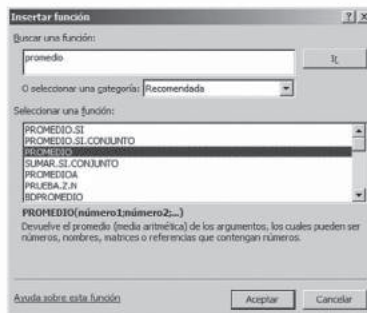 Insertar función
Buscar una función:
promedio
Ir
O seleccionar una categoría: Recomendada
Seleccionar una función:
PROMEDIO.SI
PROMEDIO.SI.CONJUNTO
PROMEDIO
SUMAR.SI.CONJUNTO
PROMEDIOA
PRUEBA.Z.N
BDPROMEDIO
PROMEDIO(número1;número2;...)
Devuelve el promedio (media aritmética) de los argumentos, los cuales pueden ser
números, nombres, matrices o referencias que contengan números.
Ayuda sobre esta función
Aceptar
Cancelar